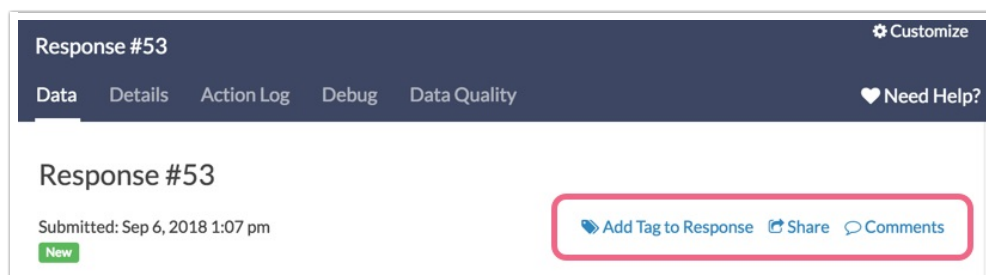 Response #53
Customize
Data Details Action Log Debug Data Quality
Need Help?
Response #53
Submitted: Sep 6, 2018 1:07 pm
Add Tag to Response Share Comments
New